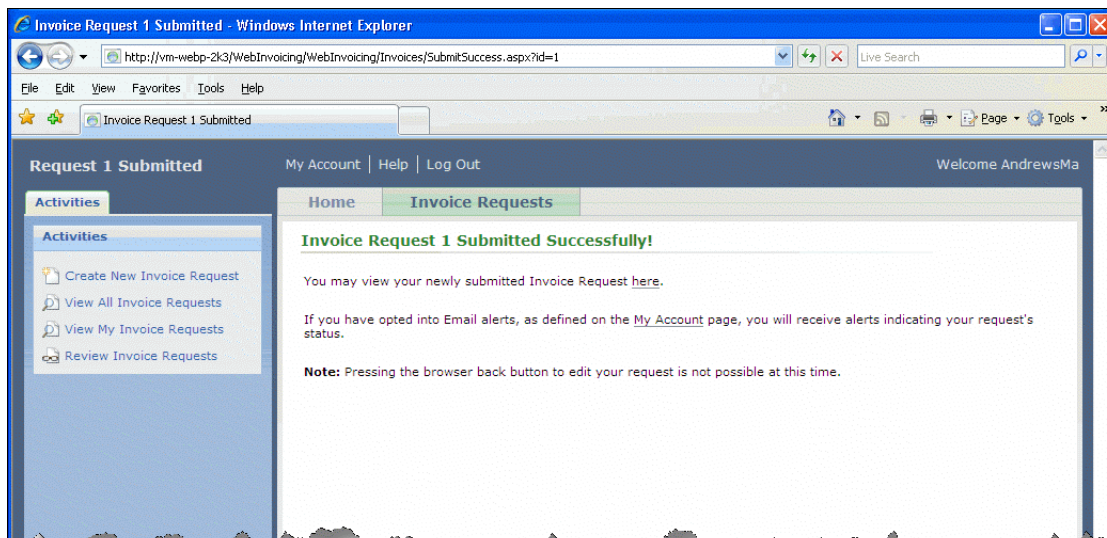 Invoice Request 1 Submitted - Windows Internet Explorer
http://vm-webp-2k3/WebInvoicing/WebInvoicing/Invoices/SubmitSuccess.aspx?id=1
Live Search
File Edit View Favorites Tools Help
Invoice Request 1 Submitted
Page
Tools
Request 1 Submitted
My Account | Help | Log Out
Welcome AndrewsMa
Activities
Home
Invoice Requests
Activities
Create New Invoice Request
View All Invoice Requests
View My Invoice Requests
Review Invoice Requests
Invoice Request 1 Submitted Successfully!
You may view your newly submitted Invoice Request here.
If you have opted into Email alerts, as defined on the My Account page, you will receive alerts indicating your request's
status.
Note: Pressing the browser back button to edit your request is not possible at this time.